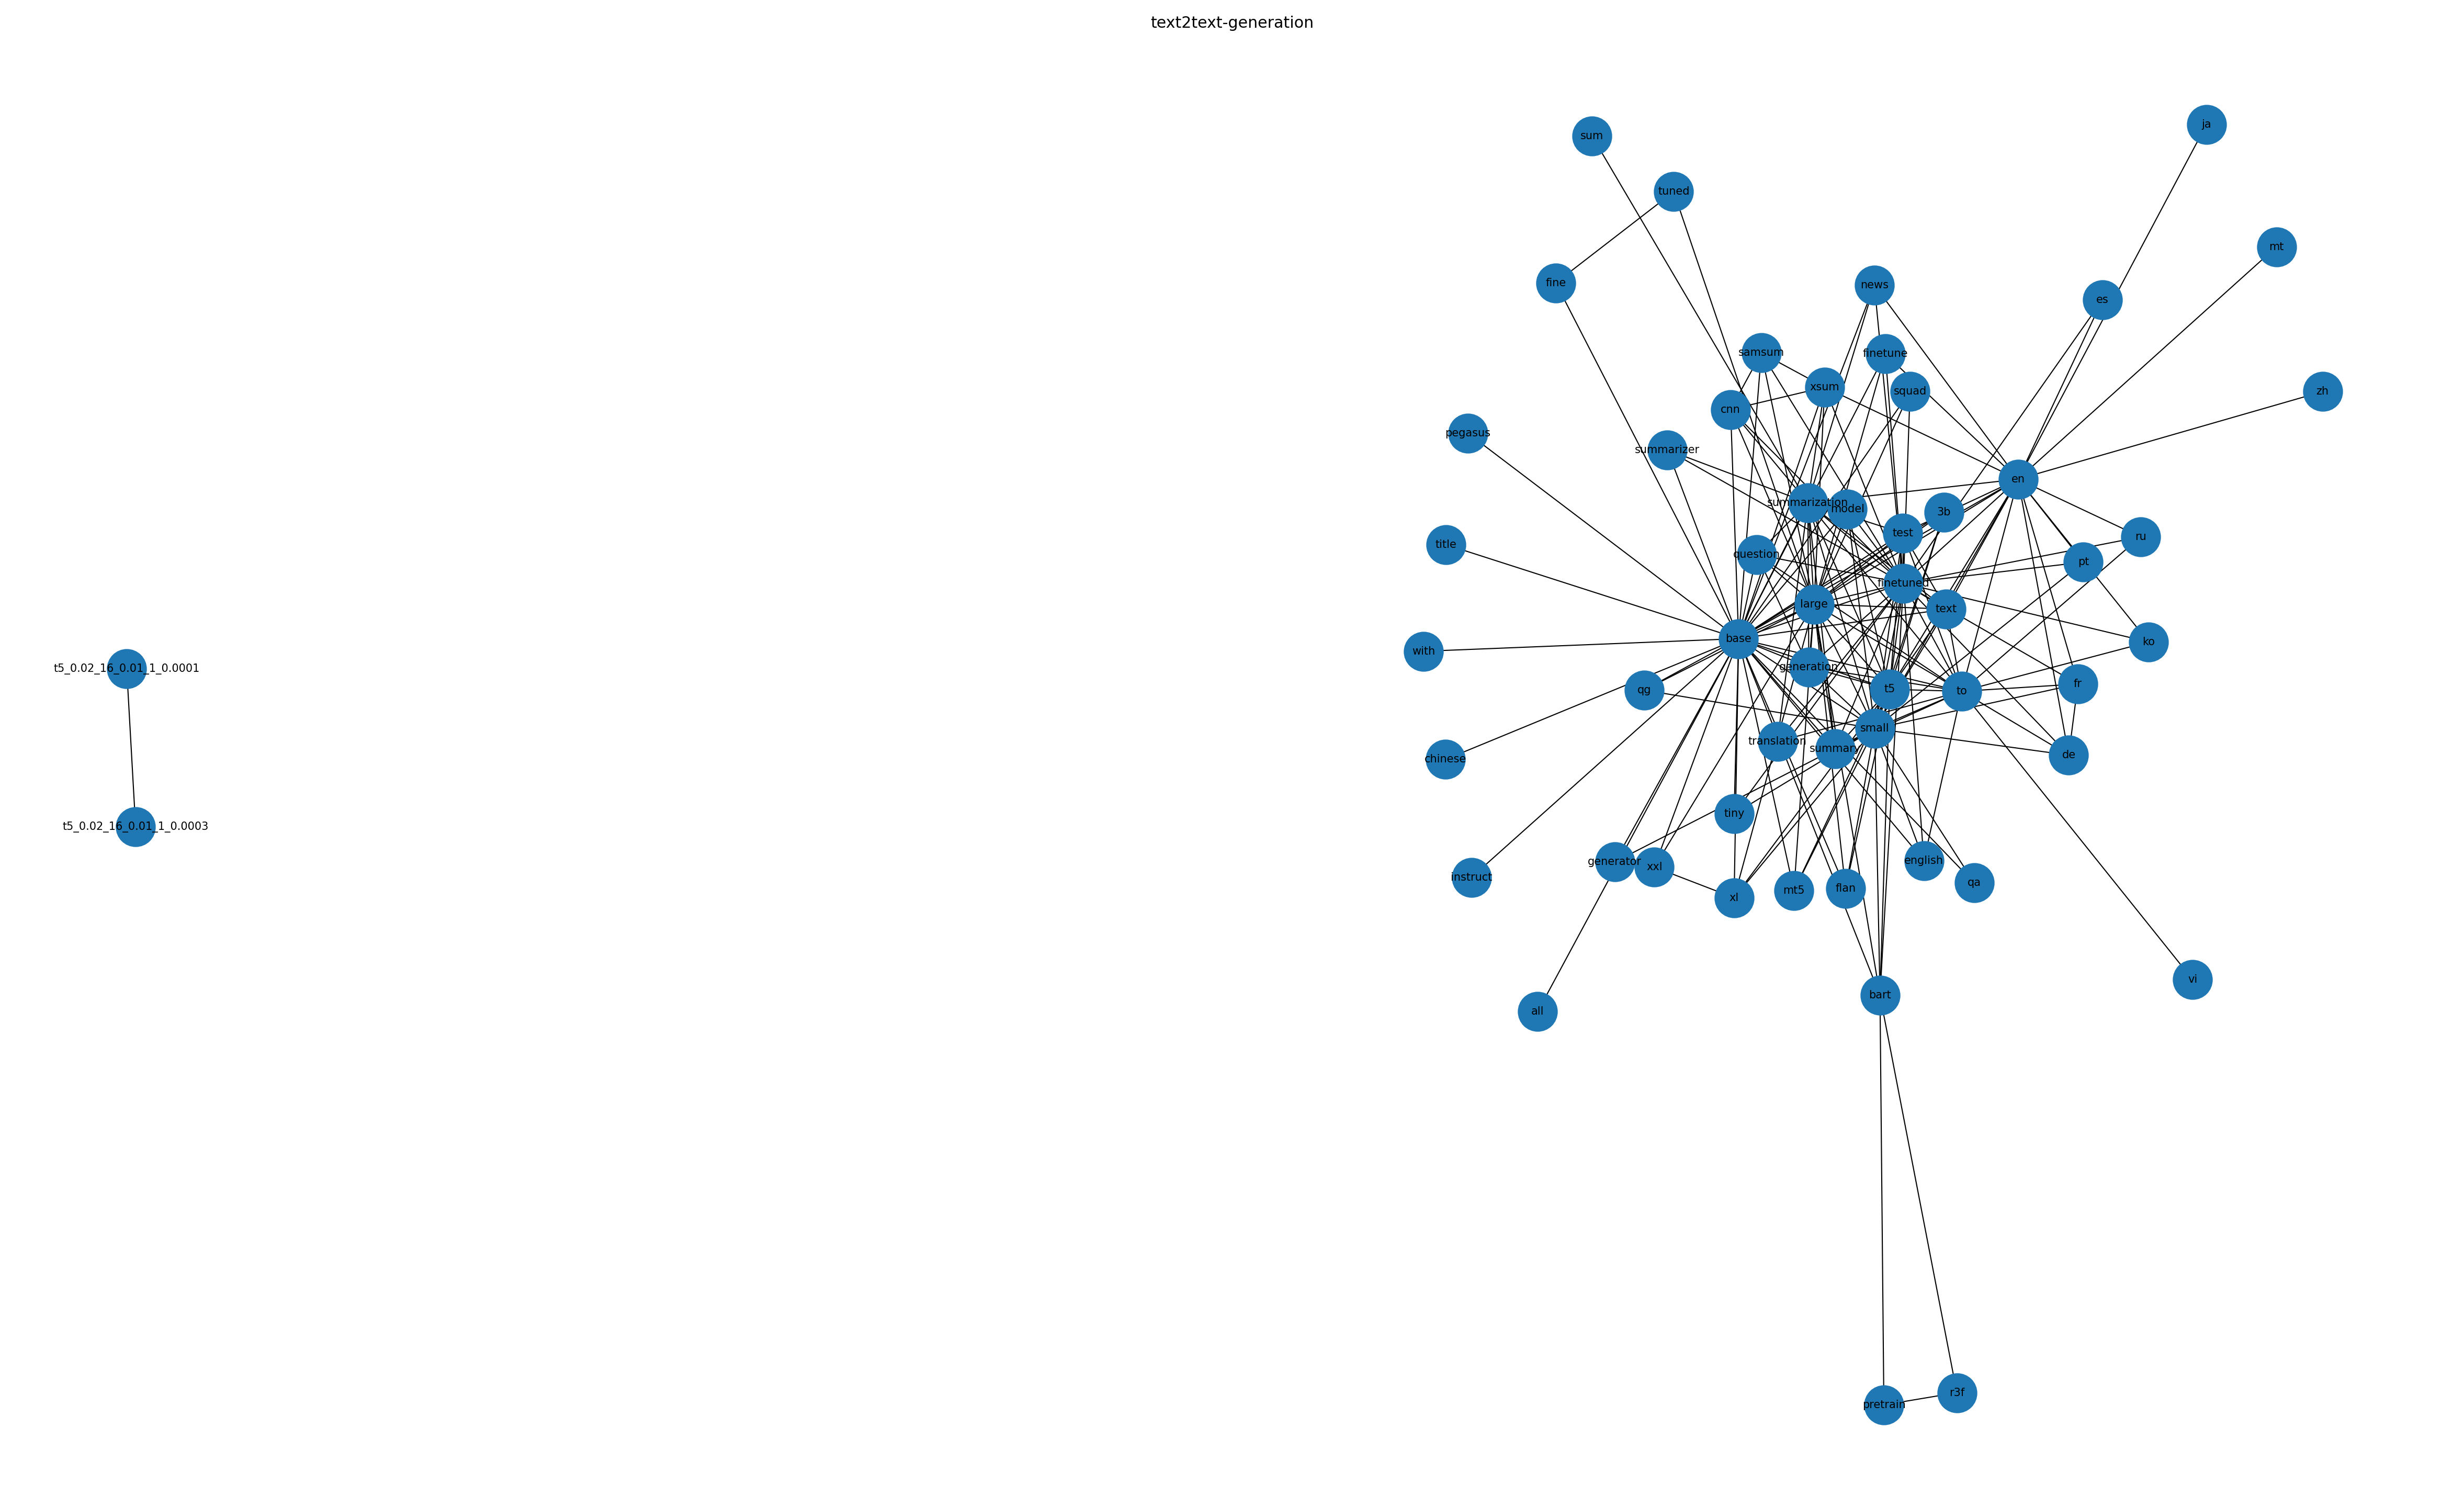 text2text-generation
ja
sum
tuned
mt
fine
news
es
samsum
finetune
xsum
squad
zh
cnn
pegasus
summarizer
en
summarization
model
3b
test
ru
title
question
pt
finetuned
large
text
base
ko
with
generation
t5_0.02_16_0.01_1_0.0001
fr
qg
t5
to
small
translation
summary
de
chinese
tiny
t5_0.02_16_0.01_1_0.0003
english
generator
xxl
instruct
qa
mt5
flan
xl
vi
bart
all
r3f
pretrain